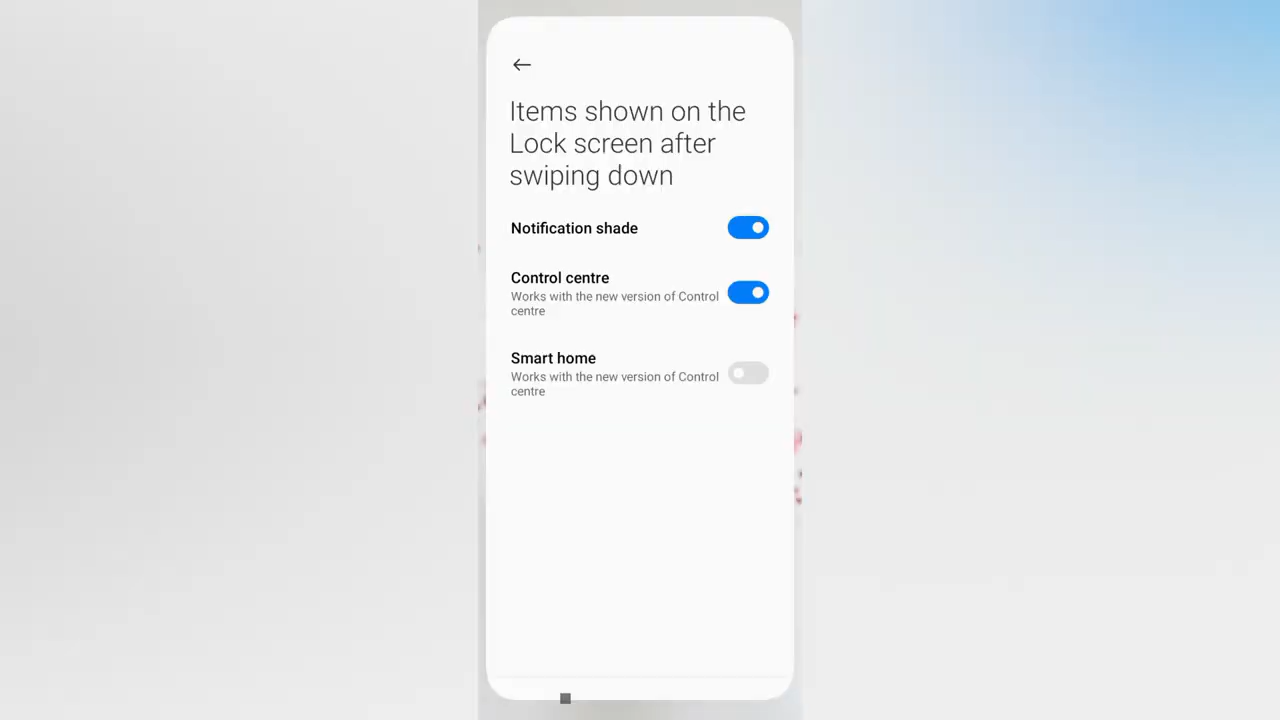 Items shown on the
Lock screen after
swiping down
Notification shade
Control centre
Works with the new version of Control
centre
Smart home
Works with the new version of Control
centre